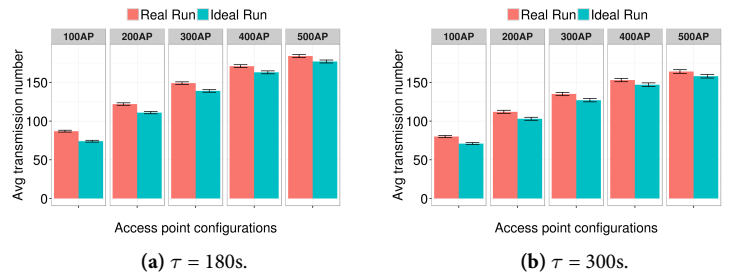 Real Run Ideal Run
100AP 200AP 300AP 400AP 500AP
Avg transmission number
150
100
50
0
Access point configurations
(a) τ = 180s.
Real Run Ideal Run
100AP 200AP 300AP 400AP 500AP
Avg transmission number
150
100
50
0
Access point configurations
(b) τ = 300s.